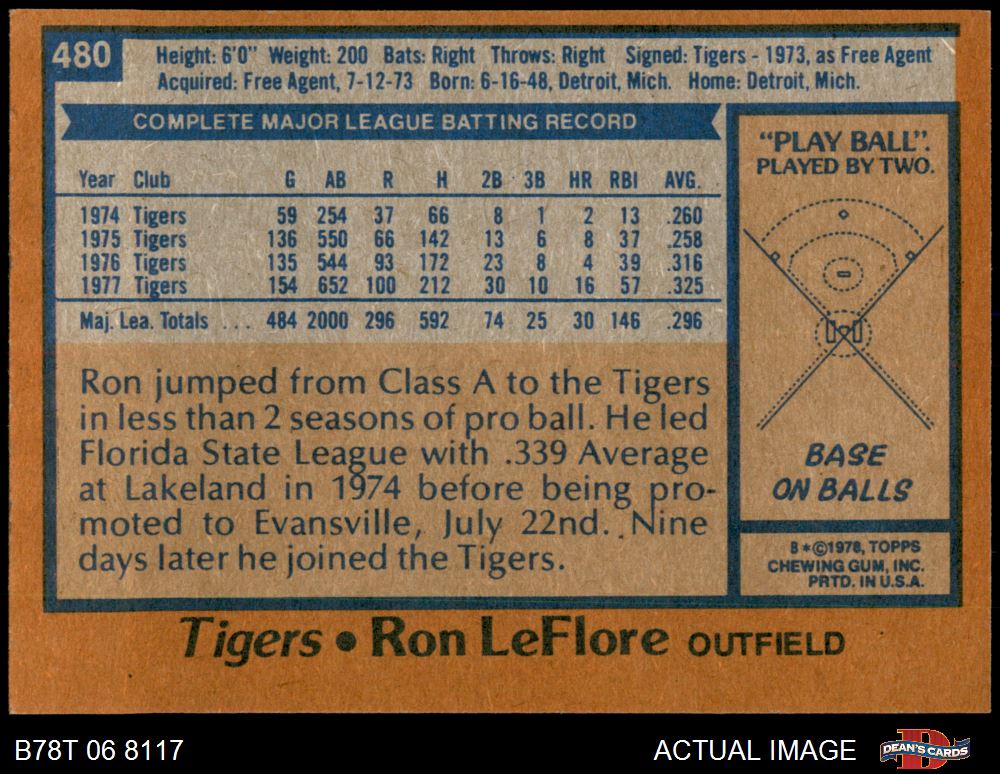 480
Height: 6'0" Weight: 200 Bats: Right Throws: Right Signed: Tigers - 1973, as Free Agent
Acquired: Free Agent, 7-12-73 Born: 6-16-48, Detroit, Mich. Home: Detroit, Mich.
COMPLETE MAJOR LEAGUE BATTING RECORD
Year Club G AB R H 2B 3B HR RBI AVG.
1974 Tigers 59 254 37 66 8 1 2 13 .260
1975 Tigers 136 550 66 142 13 6 8 37 .258
1976 Tigers 135 544 93 172 23 8 4 39 .316
1977 Tigers 154 652 100 212 30 10 16 57 .325
Maj. Lea. Totals ... 484 2000 296 592 74 25 30 146 .296
Ron jumped from Class A to the Tigers
in less than 2 seasons of pro ball. He led
Florida State League with .339 Average
at Lakeland in 1974 before being pro-
moted to Evansville, July 22nd. Nine
days later he joined the Tigers.
"PLAY BALL".
PLAYED BY TWO.
BASE
ON BALLS
B*©1978, TOPPS
CHEWING GUM, INC.
PRTD. IN U.S.A.
Tigers • Ron LeFlore OUTFIELD
B78T 06 8117
ACTUAL IMAGE
DEAN'S CARDS